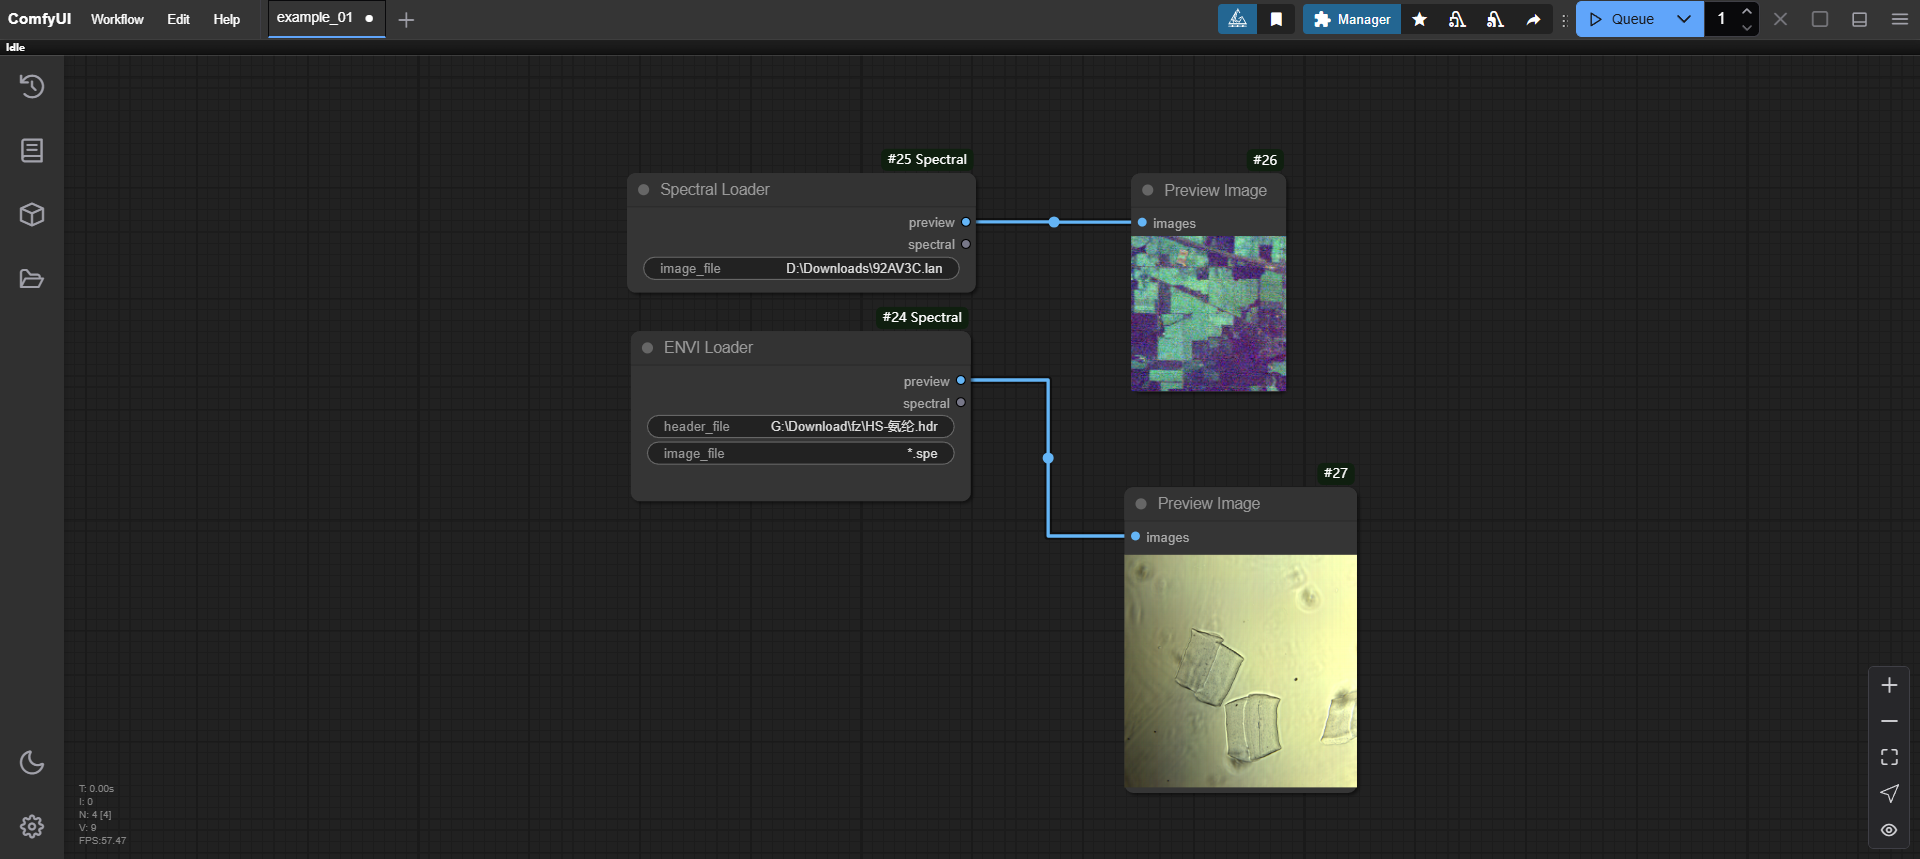 ComfyUI Workflow Edit Help example_01 Manager Queue 1
Idle
#25 Spectral
Spectral Loader
preview
spectral
image_file D:\Downloads\92AV3C.lan
#26
Preview Image
images
#24 Spectral
ENVI Loader
preview
spectral
header_file G:\Download\fz\HS-氨纶.hdr
image_file *.spe
#27
Preview Image
images
T: 0.00s
I: 0
N: 4 [4]
V: 9
FPS:57.47